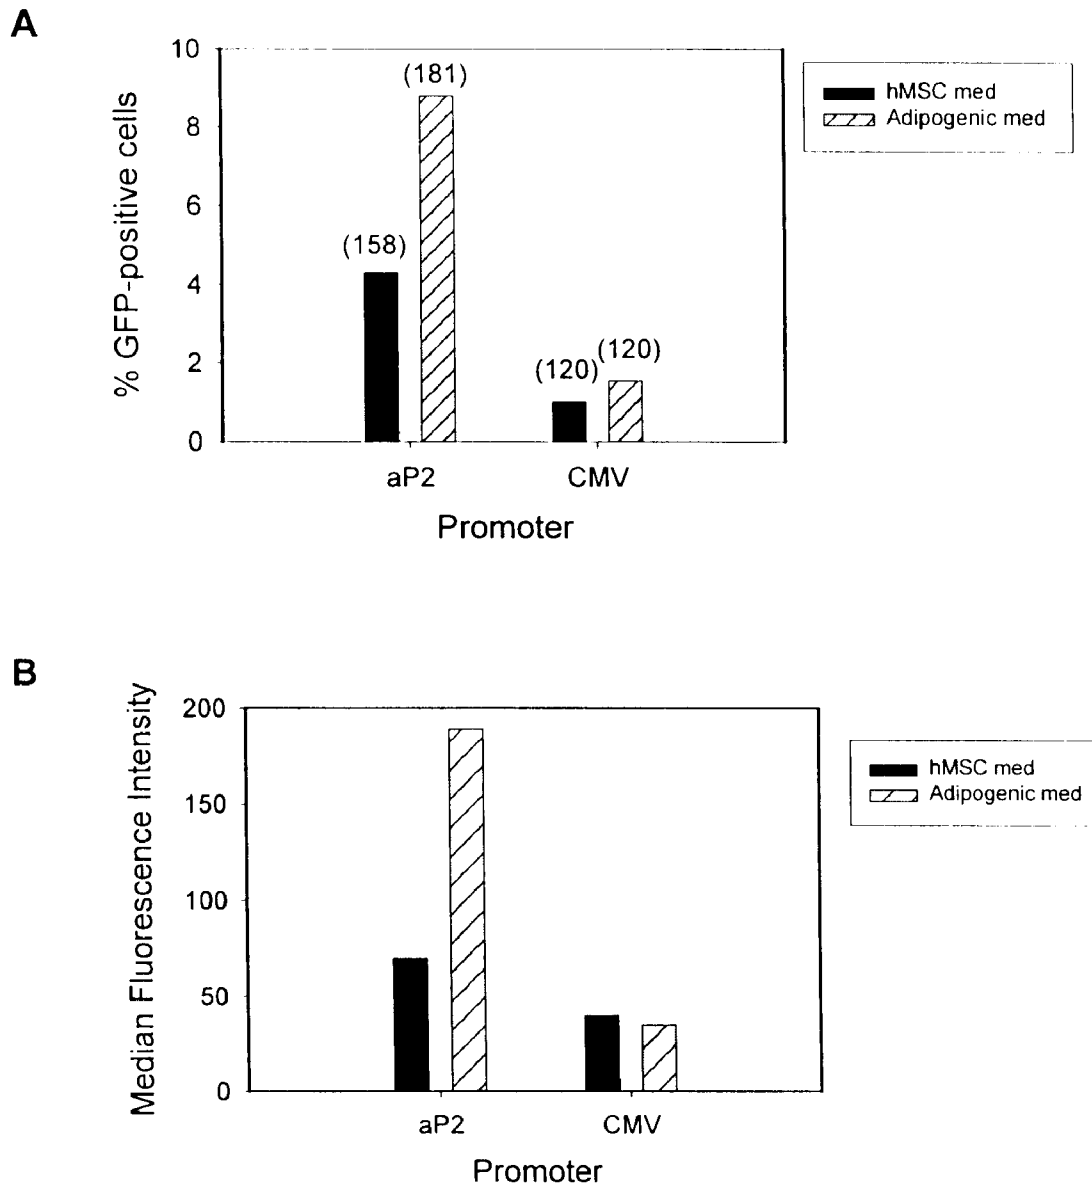 A
% GFP-positive cells
10
8
6
4
2
0
(158)
(181)
(120)
(120)
aP2
CMV
Promoter
hMSC med
Adipogenic med
B
Median Fluorescence Intensity
200
150
100
50
0
aP2
CMV
Promoter
hMSC med
Adipogenic med